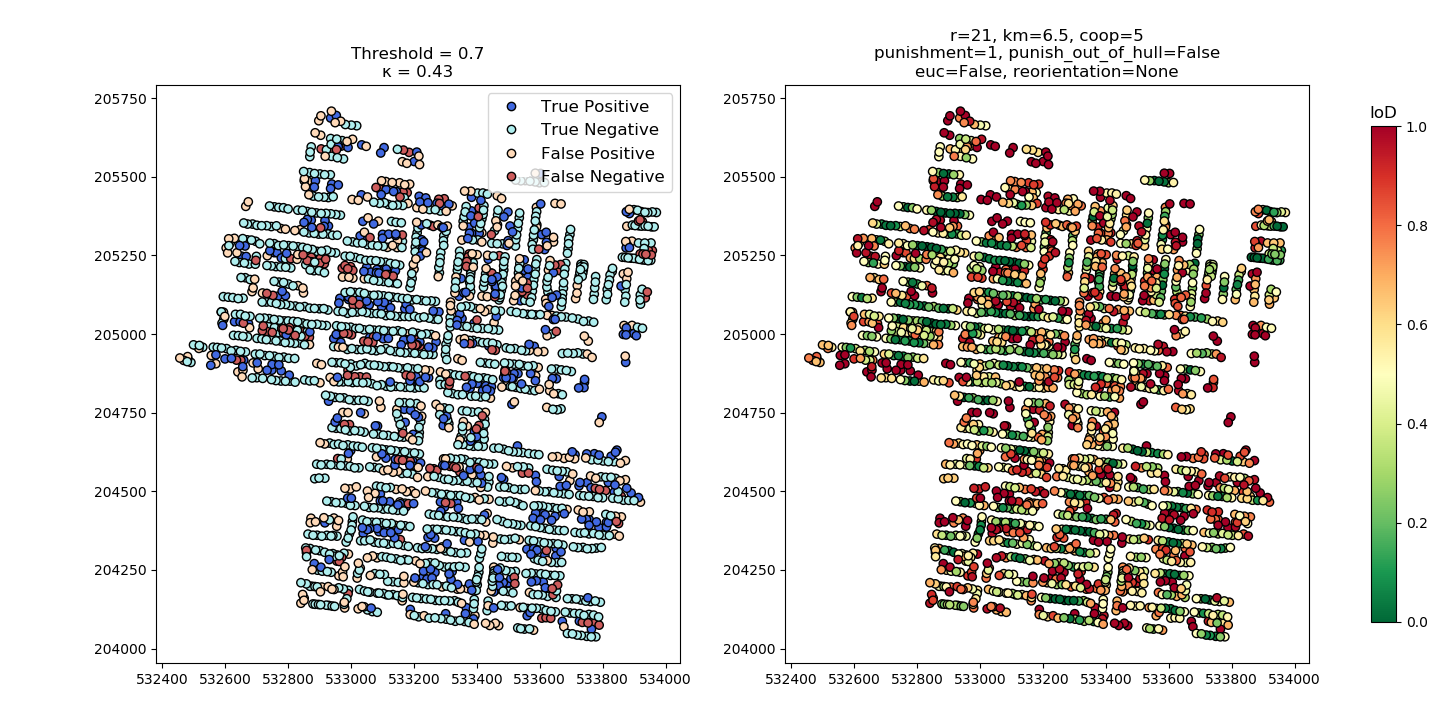 Threshold = 0.7
κ = 0.43
205750
205500
205250
205000
204750
204500
204250
204000
532400 532600 532800 533000 533200 533400 533600 533800 534000
True Positive
True Negative
False Positive
False Negative
r=21, km=6.5, coop=5
punishment=1, punish_out_of_hull=False
euc=False, reorientation=None
205750
205500
205250
205000
204750
204500
204250
204000
532400 532600 532800 533000 533200 533400 533600 533800 534000
IoD
1.0
0.8
0.6
0.4
0.2
0.0